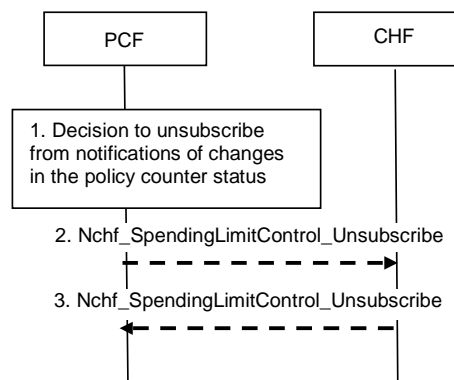 PCF
CHF
1. Decision to unsubscribe
from notifications of changes
in the policy counter status
2. Nchf_SpendingLimitControl_Unsubscribe
3. Nchf_SpendingLimitControl_Unsubscribe